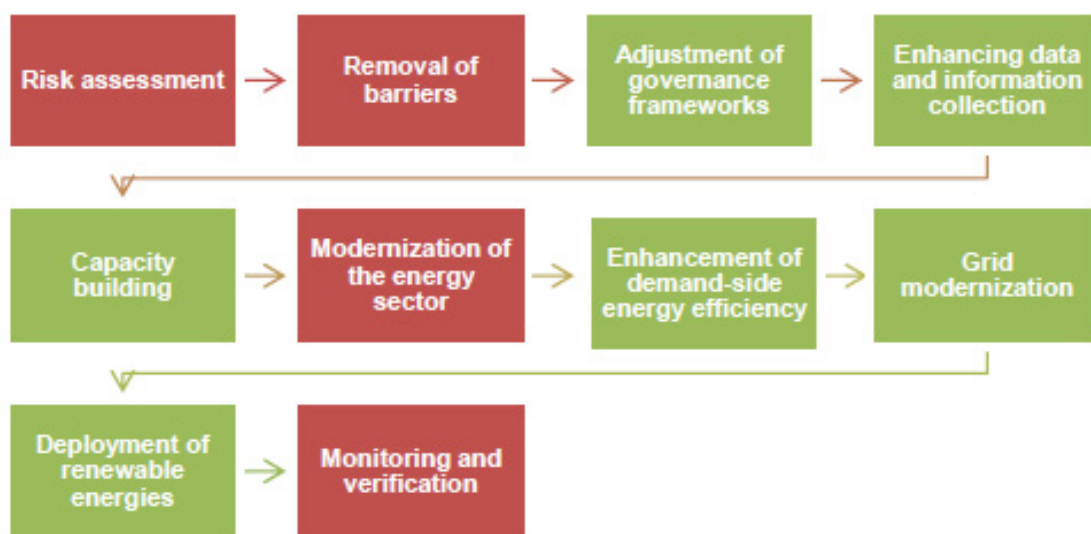 Risk assessment
Removal of
barriers
Adjustment of
governance
frameworks
Enhancing data
and information
collection
Capacity
building
Modernization of
the energy
sector
Enhancement of
demand-side
energy efficiency
Grid
modernization
Deployment of
renewable
energies
Monitoring and
verification